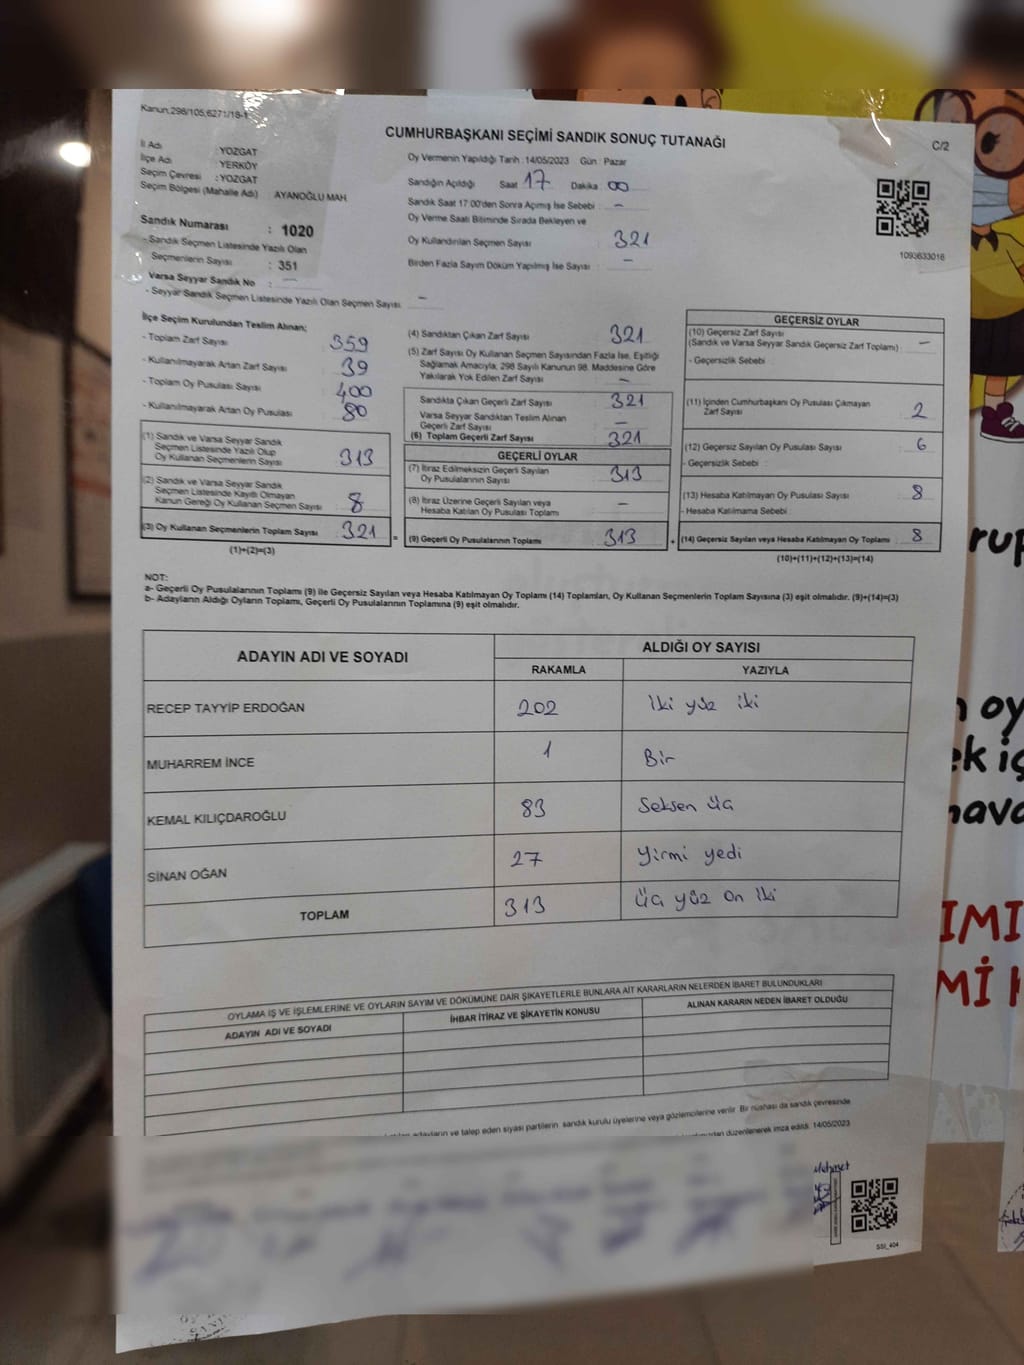 Kanun;298/105,6271/18-1
CUMHURBAŞKANI SEÇİMİ SANDIK SONUÇ TUTANAĞI
C/2
İl Adı : YOZGAT
İlçe Adı : YERKÖY
Seçim Çevresi : YOZGAT
Seçim Bölgesi (Mahalle Adı) : AYANOĞLU MAH
Sandık Numarası : 1020
- Sandık Seçmen Listesinde Yazılı Olan
Seçmenlerin Sayısı : 351
Varsa Seyyar Sandık No : –
- Seyyar Sandık Seçmen Listesinde Yazılı Olan Seçmen Sayısı : –
Oy Vermenin Yapıldığı Tarih : 14/05/2023 Gün : Pazar
Sandığın Açıldığı Saat 17 Dakika 00
Sandık Saat 17:00'den Sonra Açımış İse Sebebi : –
Oy Verme Saati Bitiminde Sırada Bekleyen ve
Oy Kullandırılan Seçmen Sayısı : 321
Birden Fazla Sayım Döküm Yapılmış İse Sayısı : –
1093633018
İlçe Seçim Kurulundan Teslim Alınan;
- Toplam Zarf Sayısı : 359
- Kullanılmayarak Artan Zarf Sayısı : 39
- Toplam Oy Pusulası Sayısı : 400
- Kullanılmayarak Artan Oy Pusulası : 80
(1) Sandık ve Varsa Seyyar Sandık
Seçmen Listesinde Yazılı Olup
Oy Kullanan Seçmenlerin Sayısı : 313
(2) Sandık ve Varsa Seyyar Sandık
Seçmen Listesinde Kayıtlı Olmayan
Kanun Gereği Oy Kullanan Seçmen Sayısı : 8
(3) Oy Kullanan Seçmenlerin Toplam Sayısı : 321
(1)+(2)=(3)
=
(4) Sandıktan Çıkan Zarf Sayısı : 321
(5) Zarf Sayısı Oy Kullanan Seçmen Sayısından Fazla İse, Eşitliği
Sağlamak Amacıyla; 298 Sayılı Kanunun 98. Maddesine Göre
Yakılarak Yok Edilen Zarf Sayısı : –
Sandıkta Çıkan Geçerli Zarf Sayısı : 321
Varsa Seyyar Sandıktan Teslim Alınan
Geçerli Zarf Sayısı : –
(6) Toplam Geçerli Zarf Sayısı : 321
GEÇERLİ OYLAR
(7) İtiraz Edilmeksizin Geçerli Sayılan
Oy Pusulalarının Sayısı : 313
(8) İtiraz Üzerine Geçerli Sayılan veya
Hesaba Katılan Oy Pusulası Toplamı : –
(9) Geçerli Oy Pusulalarının Toplamı : 313
+
GEÇERSİZ OYLAR
(10) Geçersiz Zarf Sayısı
(Sandık ve Varsa Seyyar Sandık Geçersiz Zarf Toplamı) : –
- Geçersizlik Sebebi :
(11) İçinden Cumhurbaşkanı Oy Pusulası Çıkmayan
Zarf Sayısı : 2
(12) Geçersiz Sayılan Oy Pusulası Sayısı : 6
- Geçersizlik Sebebi :
(13) Hesaba Katılmayan Oy Pusulası Sayısı : 8
- Hesaba Katılmama Sebebi
(14) Geçersiz Sayılan veya Hesaba Katılmayan Oy Toplamı : 8
(10)+(11)+(12)+(13)=(14)
NOT:
a- Geçerli Oy Pusulalarının Toplamı (9) ile Geçersiz Sayılan veya Hesaba Katılmayan Oy Toplamı (14) Toplamları, Oy Kullanan Seçmenlerin Toplam Sayısına (3) eşit olmalıdır. (9)+(14)=(3)
b- Adayların Aldığı Oyların Toplamı, Geçerli Oy Pusulalarının Toplamına (9) eşit olmalıdır.
ADAYIN ADI VE SOYADI
ALDIĞI OY SAYISI
RAKAMLA YAZIYLA
RECEP TAYYİP ERDOĞAN 202 iki yüz iki
MUHARREM İNCE 1 Bir
KEMAL KILIÇDAROĞLU 83 Seksen üç
SİNAN OĞAN 27 Yirmi yedi
TOPLAM 313 Üç yüz on iki
OYLAMA İŞ VE İŞLEMLERİNE VE OYLARIN SAYIM VE DÖKÜMÜNE DAİR ŞİKAYETLERLE BUNLARA AİT KARARLARIN NELERDEN İBARET BULUNDUKLARI
ADAYIN ADI VE SOYADI İHBAR İTİRAZ VE ŞİKAYETİN KONUSU ALINAN KARARIN NEDEN İBARET OLDUĞU
adayların ve talep eden siyasi partilerin sandık kurulu üyelerine veya gözlemcilerine verilir. Bir nüshası da sandık çevresinde
düzenlenerek imza edildi. 14/05/2023
Mehmet
SSI_404
rup
oy
ek iç
hava
IMI
Mİ